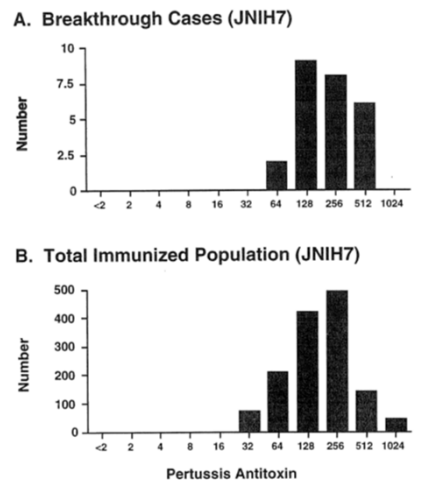 A. Breakthrough Cases (JNIH7)
10
7.5
5
2.5
0
Number
<2 2 4 8 16 32 64 128 256 512 1024
B. Total Immunized Population (JNIH7)
500
400
300
200
100
0
Number
<2 2 4 8 16 32 64 128 256 512 1024
Pertussis Antitoxin